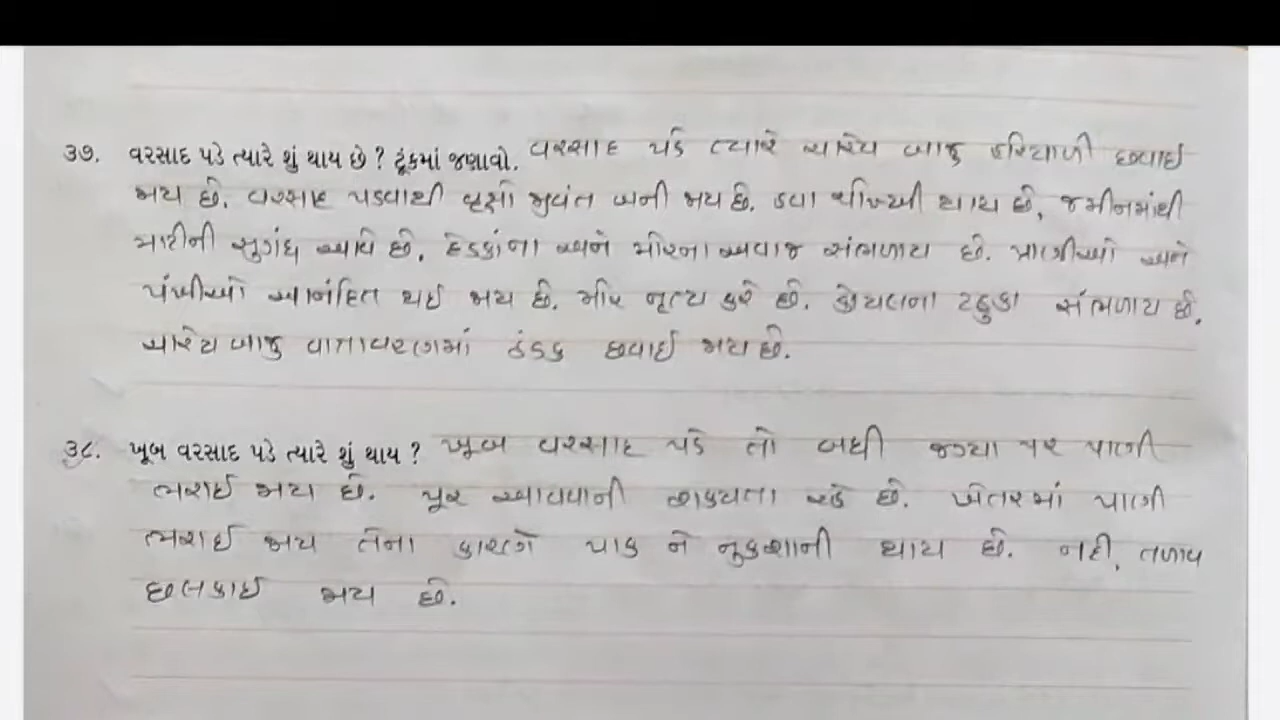 ૩૭. વરસાદ પડે ત્યારે શું થાય છે ? ટૂંકમાં જણાવો. વરસાદ પડે ત્યારે ચારેય બાજુ હરિયાળી છવાઈ
જાય છે. વરસાદ પડવાથી વૃક્ષો જીવંત બની જાય છે. હવા ચોખ્ખી થાય છે. જમીનમાંથી
માટીની સુગંધ આવે છે. દેડકાંના અને મોરના અવાજ સંભળાય છે. પ્રાણીઓ અને
પંખીઓ આનંદિત થઈ જાય છે. મોર નૃત્ય કરે છે. કોયલના ટહુકા સંભળાય છે.
ચારેય બાજુ વાતાવરણમાં ઠંડક છવાઈ જાય છે.
૩૮. ખૂબ વરસાદ પડે ત્યારે શું થાય ? ખૂબ વરસાદ પડે તો બધી જગ્યા પર પાણી
ભરાઈ જાય છે. પૂર આવવાની શક્યતા રહે છે. ખેતરમાં પાણી
ભરાઈ જાય તેના કારણે પાક ને નુકશાની થાય છે. નદી, તળાવ
છલકાઈ જાય છે.